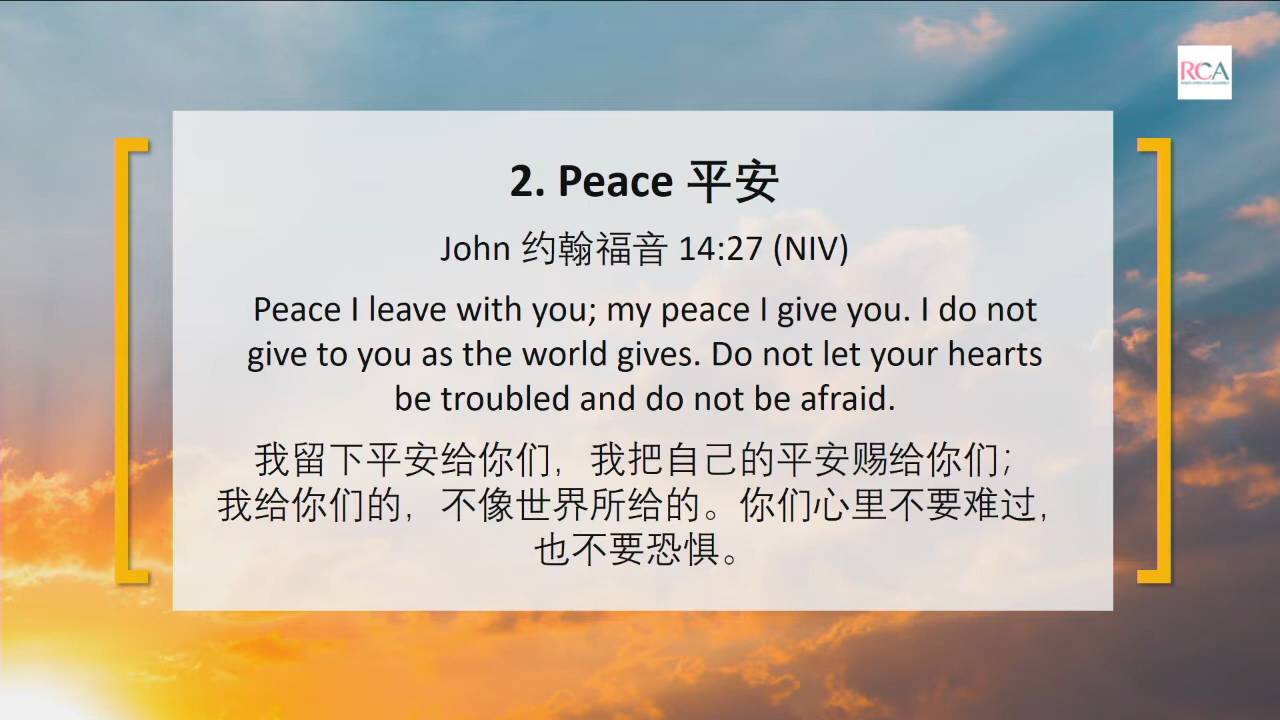 RCA
2. Peace 平安
John 约翰福音 14:27 (NIV)
Peace I leave with you; my peace I give you. I do not
give to you as the world gives. Do not let your hearts
be troubled and do not be afraid.
我留下平安给你们，我把自己的平安赐给你们；
我给你们的，不像世界所给的。你们心里不要难过，
也不要恐惧。